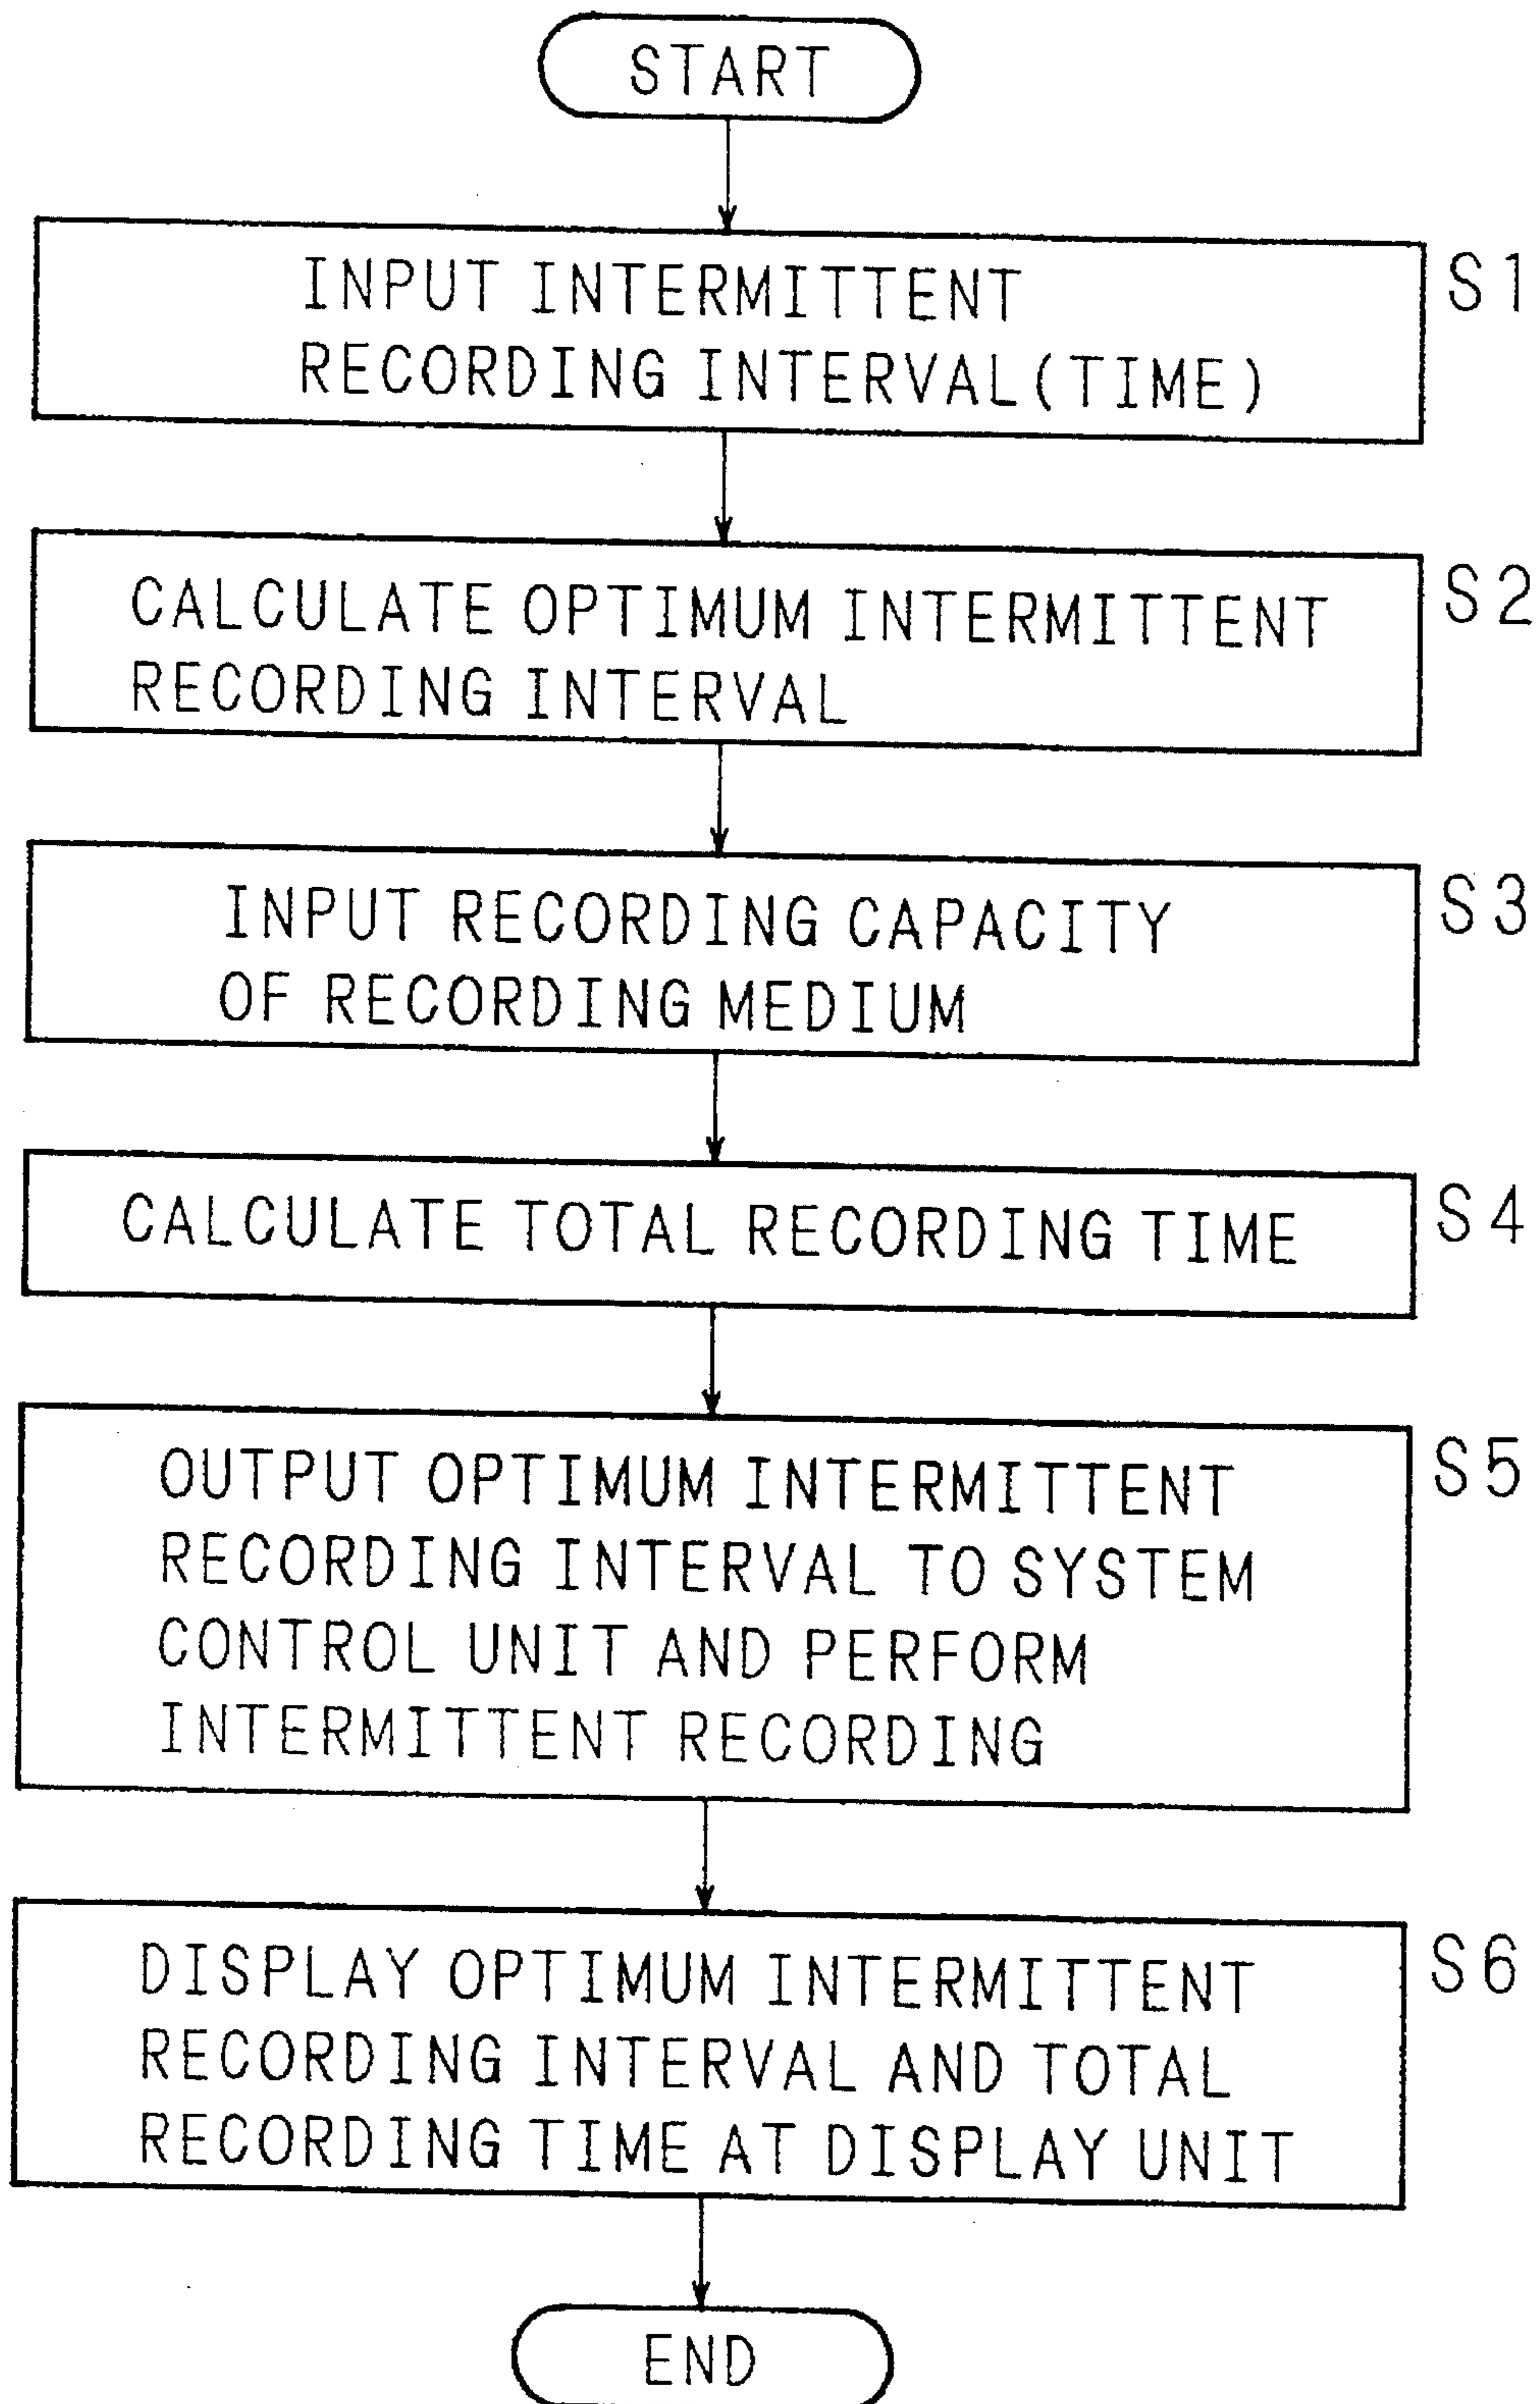 START
INPUT INTERMITTENT
RECORDING INTERVAL(TIME)
S1
CALCULATE OPTIMUM INTERMITTENT
RECORDING INTERVAL
S2
INPUT RECORDING CAPACITY
OF RECORDING MEDIUM
S3
CALCULATE TOTAL RECORDING TIME
S4
OUTPUT OPTIMUM INTERMITTENT
RECORDING INTERVAL TO SYSTEM
CONTROL UNIT AND PERFORM
INTERMITTENT RECORDING
S5
DISPLAY OPTIMUM INTERMITTENT
RECORDING INTERVAL AND TOTAL
RECORDING TIME AT DISPLAY UNIT
S6
END